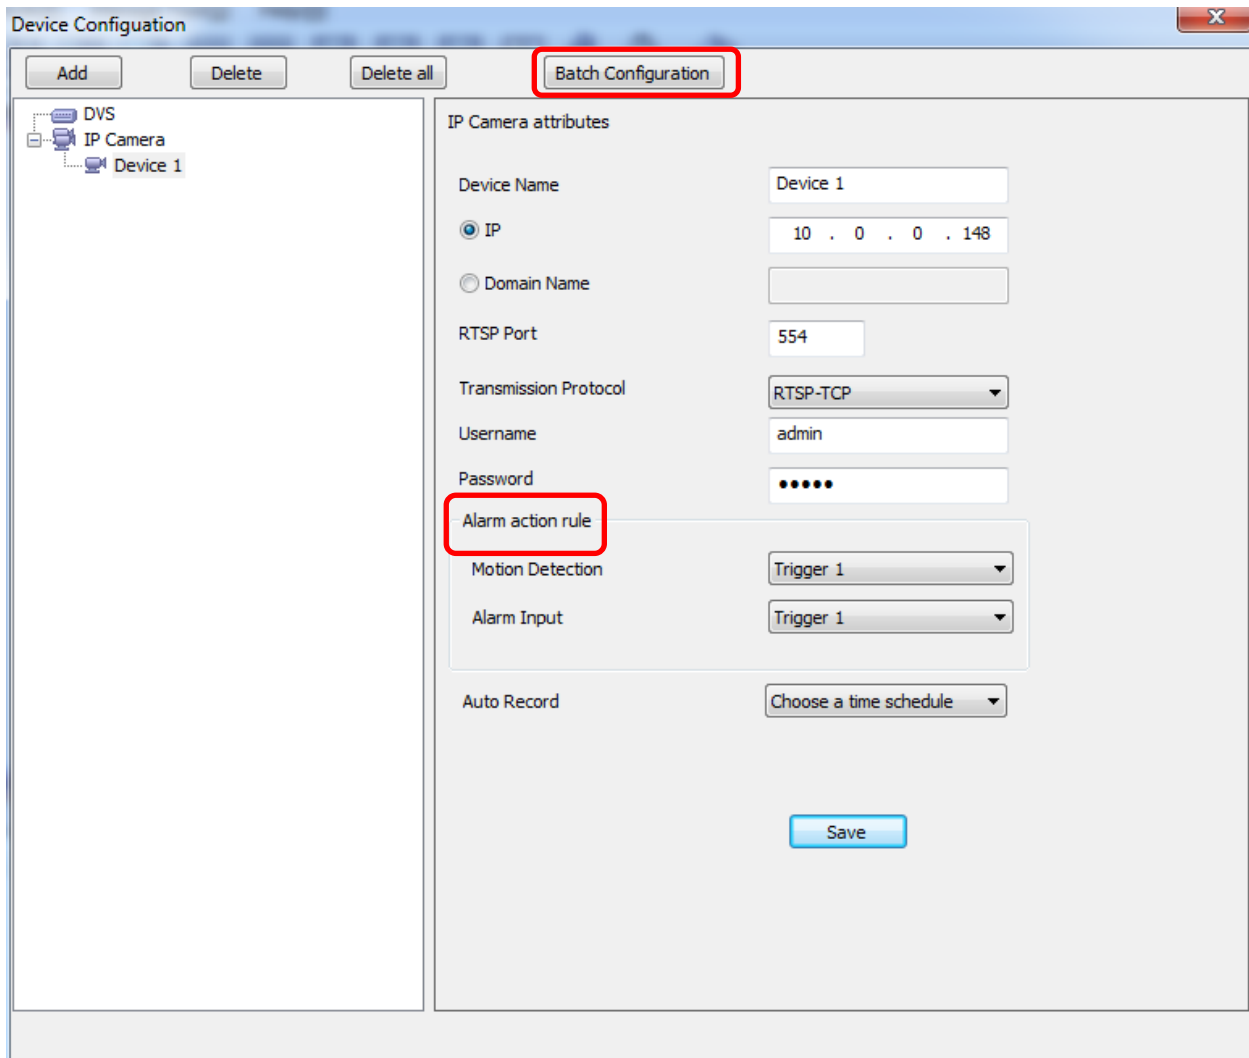 Device Configuation
Add Delete Delete all Batch Configuration
DVS
IP Camera
Device 1
IP Camera attributes
Device Name Device 1
IP 10 . 0 . 0 . 148
Domain Name
RTSP Port 554
Transmission Protocol RTSP-TCP
Username admin
Password •••••
Alarm action rule
Motion Detection Trigger 1
Alarm Input Trigger 1
Auto Record Choose a time schedule
Save